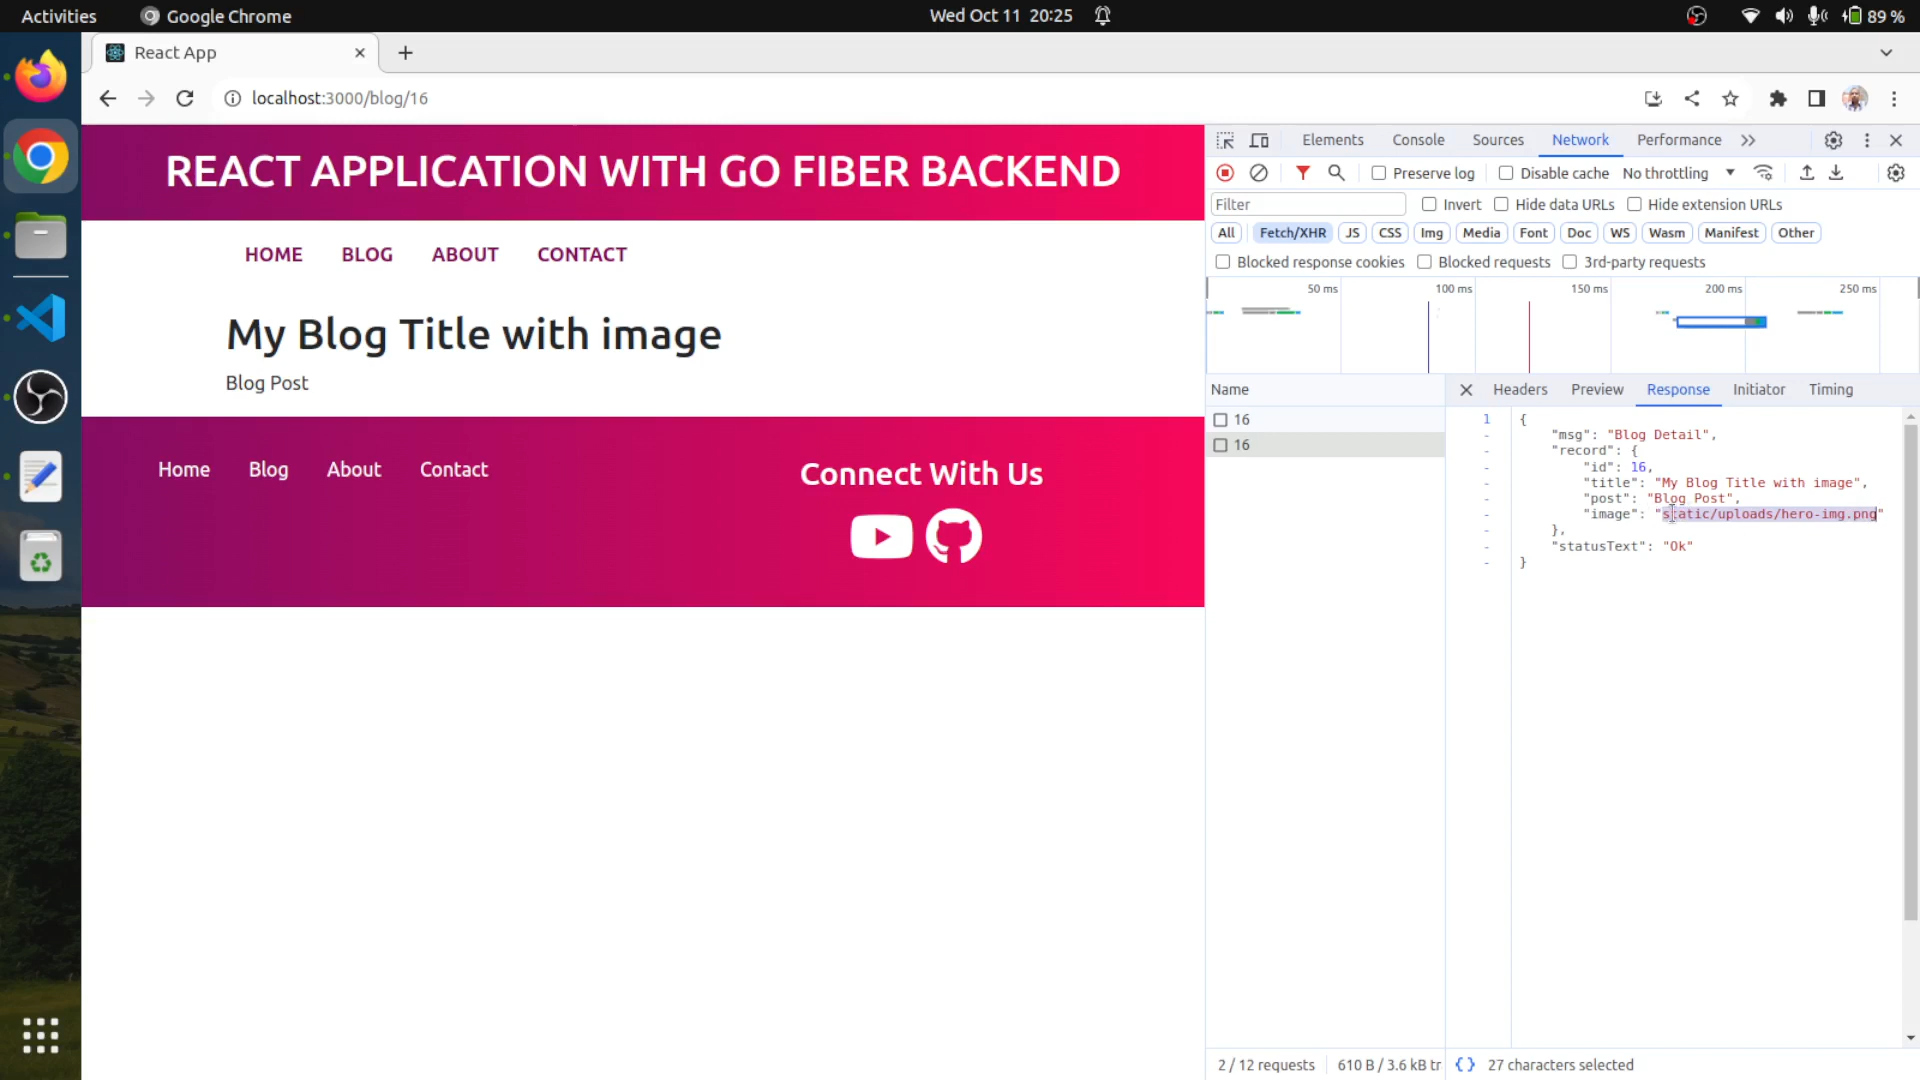 Activities
Google Chrome
Wed Oct 11 20:25
89 %
React App
localhost:3000/blog/16
REACT APPLICATION WITH GO FIBER BACKEND
HOME BLOG ABOUT CONTACT
My Blog Title with image
Blog Post
Home Blog About Contact
Connect With Us
Elements Console Sources Network Performance
Preserve log Disable cache No throttling
Filter Invert Hide data URLs Hide extension URLs
All Fetch/XHR JS CSS Img Media Font Doc WS Wasm Manifest Other
Blocked response cookies Blocked requests 3rd-party requests
50 ms 100 ms 150 ms 200 ms 250 ms
Name
16
16
Headers Preview Response Initiator Timing
1 {
- "msg": "Blog Detail",
- "record": {
- "id": 16,
- "title": "My Blog Title with image",
- "post": "Blog Post",
- "image": "static/uploads/hero-img.png"
- },
- "statusText": "Ok"
- }
2 / 12 requests 610 B / 3.6 kB tr {} 27 characters selected